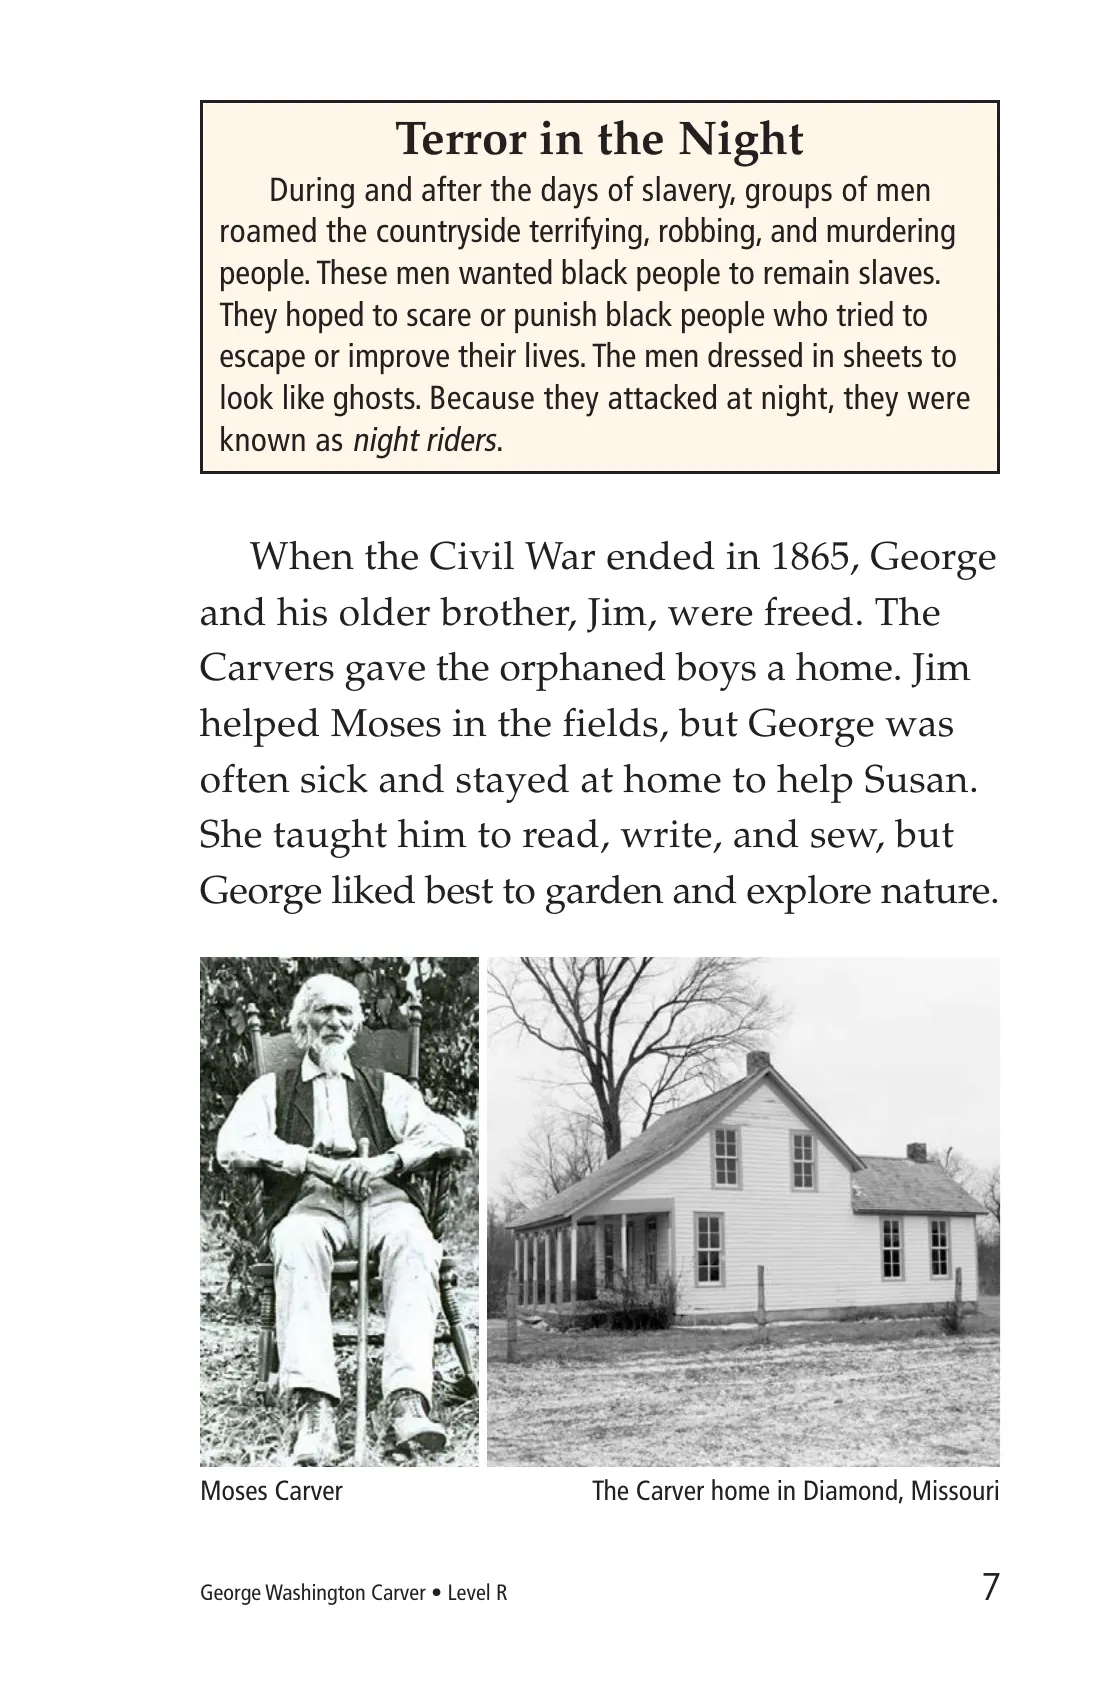 Terror in the Night
During and after the days of slavery, groups of men
roamed the countryside terrifying, robbing, and murdering
people. These men wanted black people to remain slaves.
They hoped to scare or punish black people who tried to
escape or improve their lives. The men dressed in sheets to
look like ghosts. Because they attacked at night, they were
known as night riders.
When the Civil War ended in 1865, George
and his older brother, Jim, were freed. The
Carvers gave the orphaned boys a home. Jim
helped Moses in the fields, but George was
often sick and stayed at home to help Susan.
She taught him to read, write, and sew, but
George liked best to garden and explore nature.
Moses Carver
The Carver home in Diamond, Missouri
George Washington Carver • Level R
7